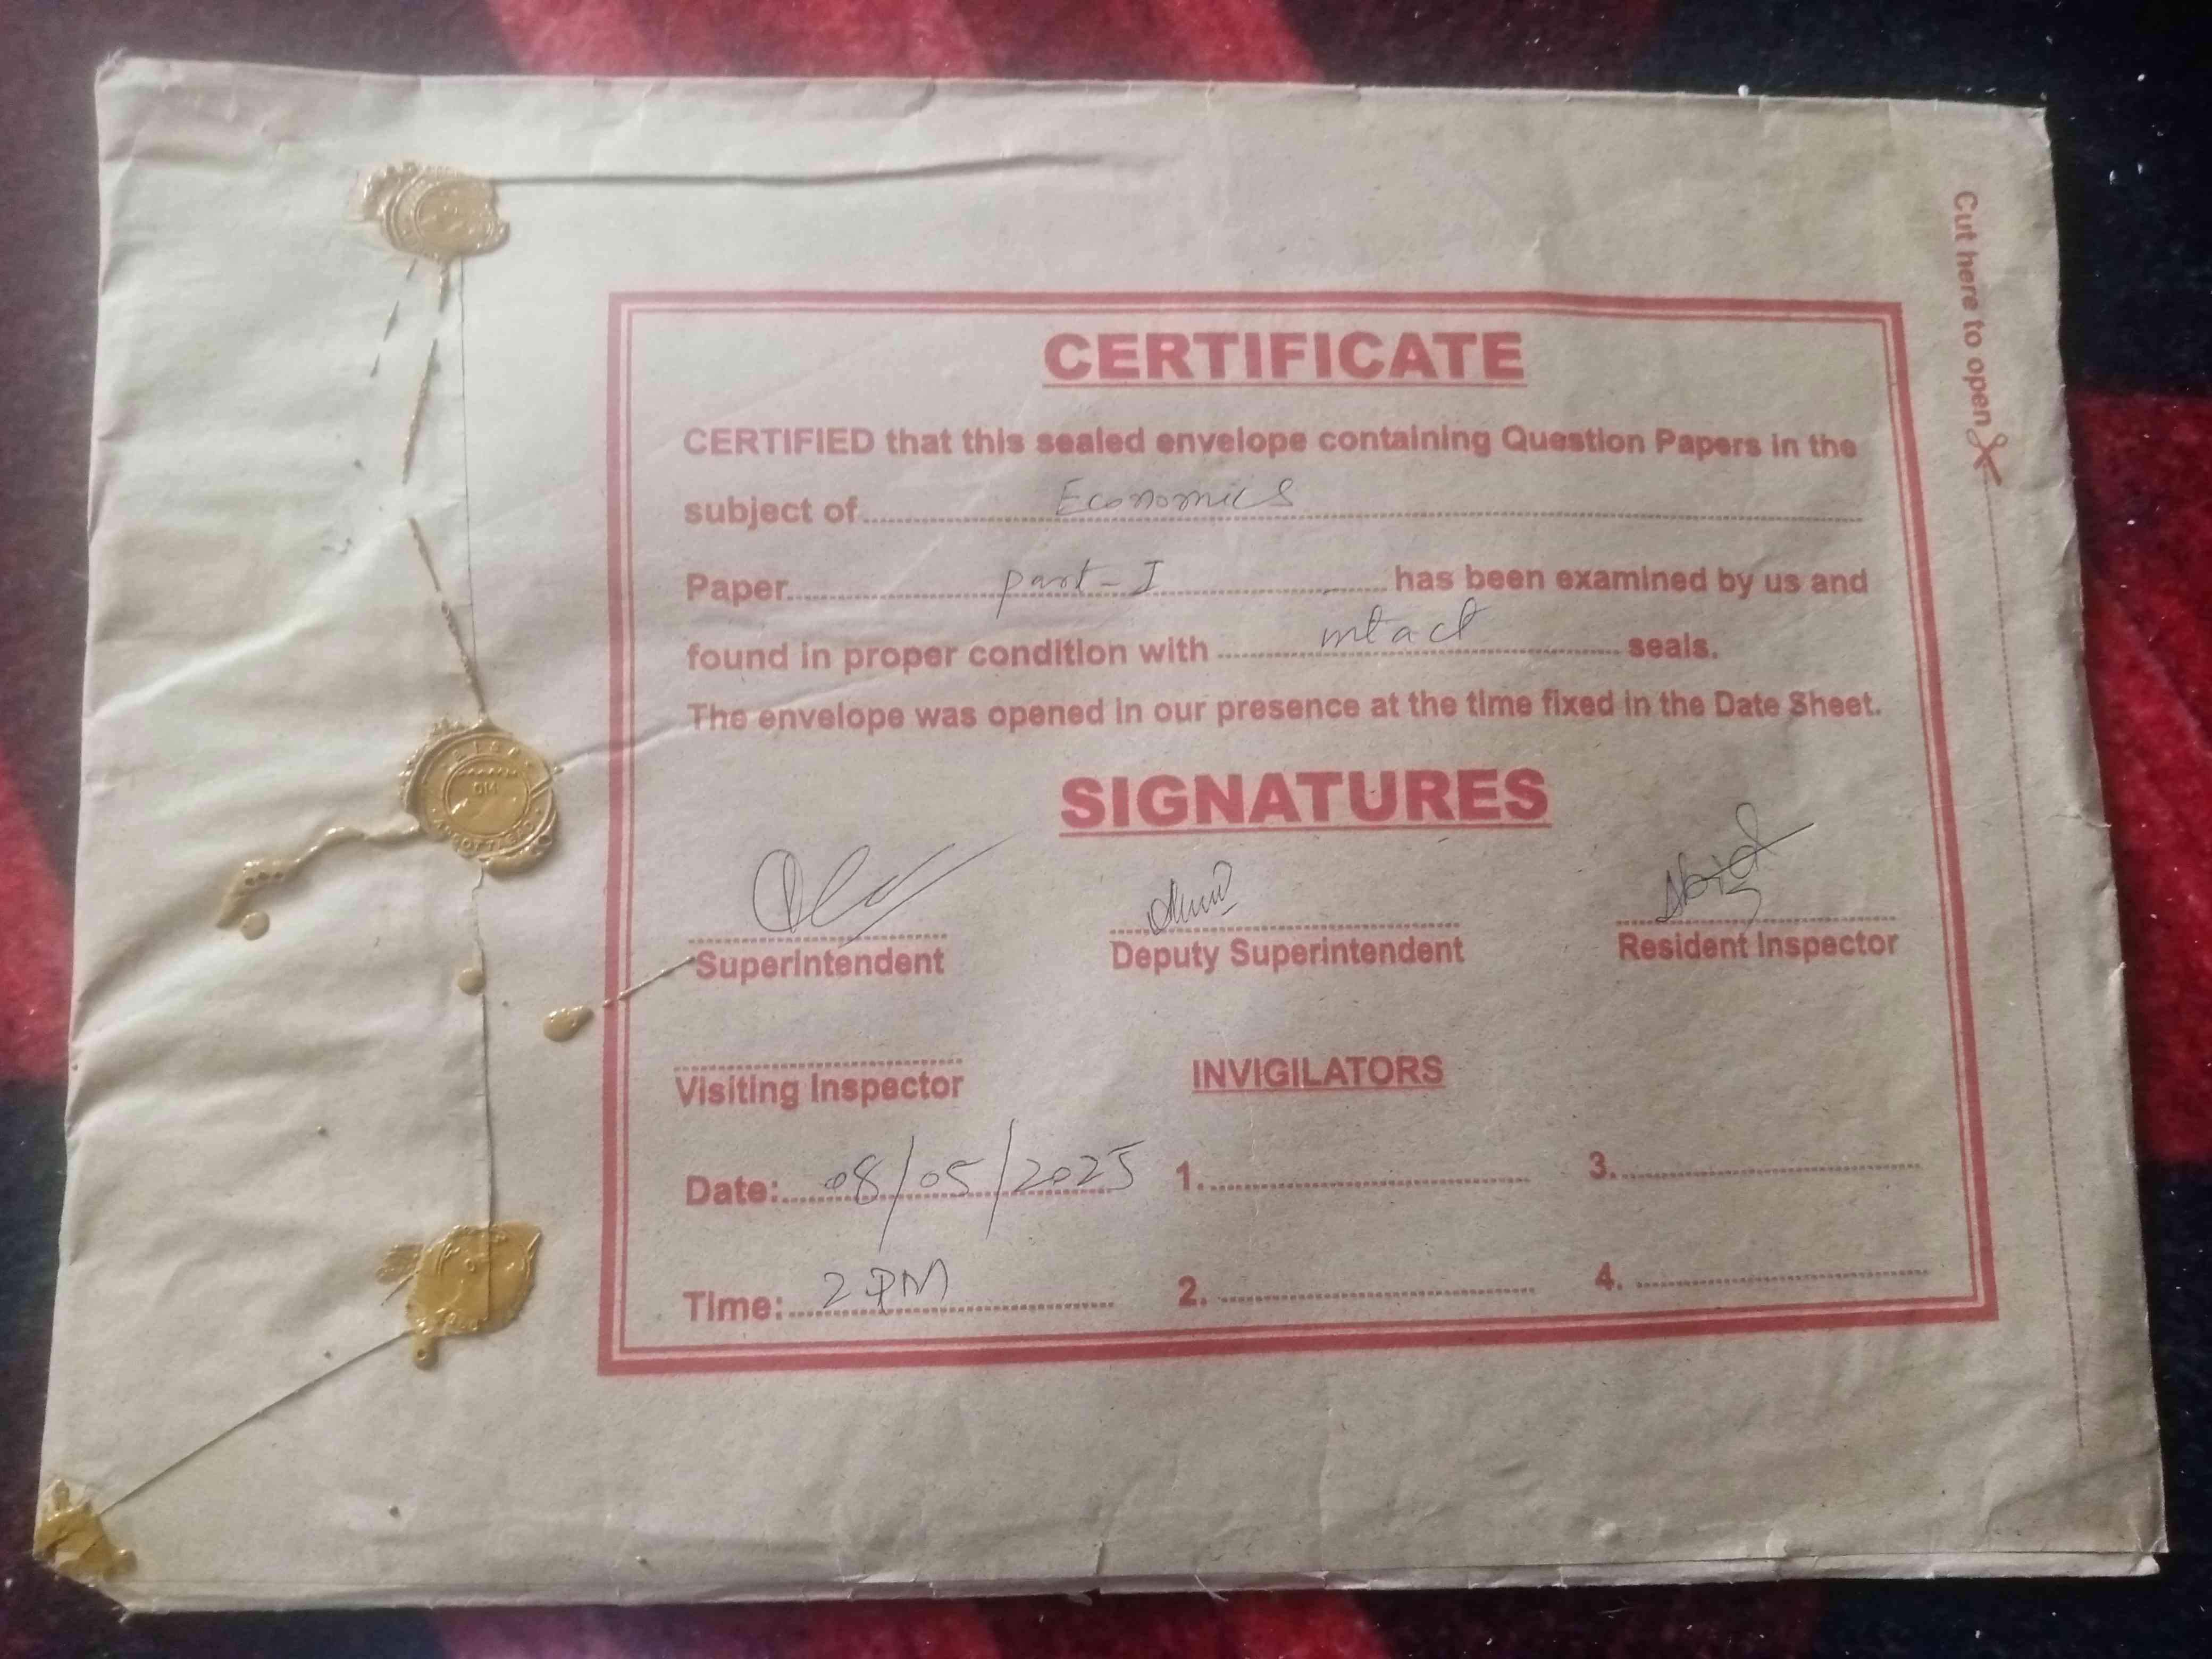 Cut here to open
CERTIFICATE
CERTIFIED that this sealed envelope containing Question Papers in the
subject of Economics
Paper part-I has been examined by us and
found in proper condition with intact seals.
The envelope was opened in our presence at the time fixed in the Date Sheet.
SIGNATURES
Abid
Superintendent Deputy Superintendent Resident Inspector
Visiting Inspector INVIGILATORS
Date: 08/05/2025 1. 3.
Time: 2 PM 2. 4.